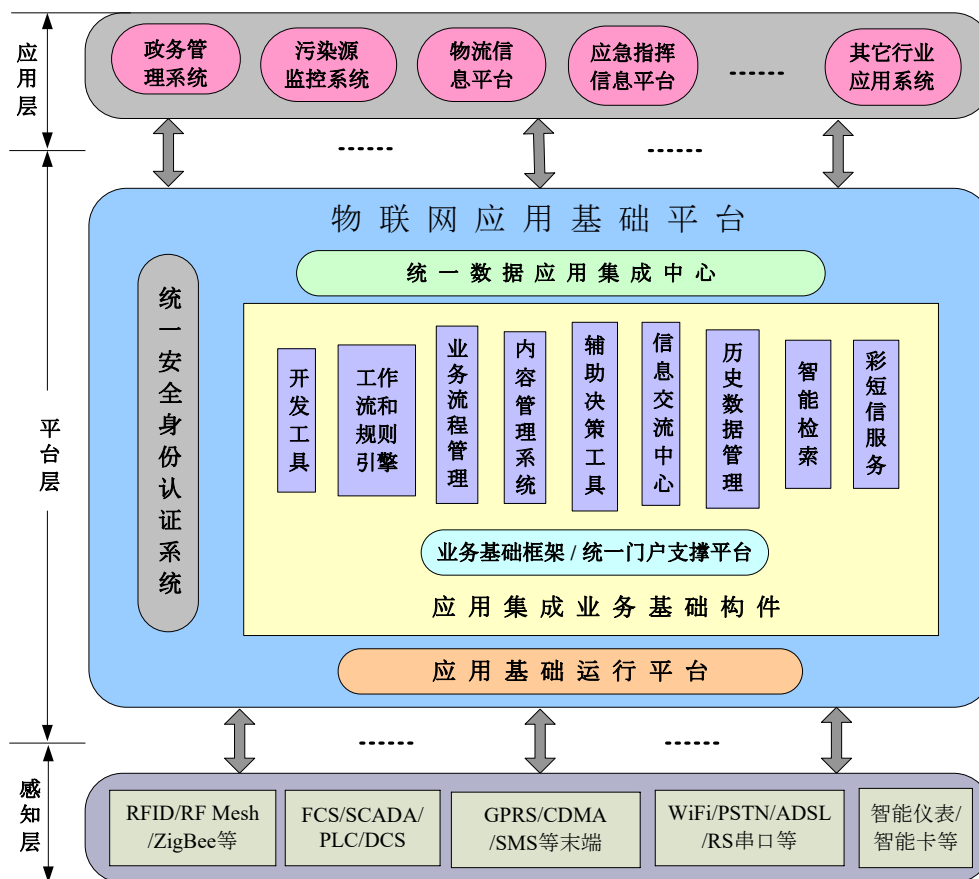 应用层
政务管
理系统
污染源
监控系统
物流信
息平台
应急指挥
信息平台
......
其它行业
应用系统
......
......
平台层
物联网应用基础平台
统一数据应用集成中心
统一安全身份认证系统
开发工具
工作
流和
规则
引擎
业务流程管理
内容管理系统
辅助决策工具
信息交流中心
历史数据管理
智能检索
彩短信服务
业务基础框架 / 统一门户支撑平台
应用集成业务基础构件
应用基础运行平台
......
......
感知层
RFID/RF Mesh
/ZigBee等
FCS/SCADA/
PLC/DCS
GPRS/CDMA
/SMS等末端
WiFi/PSTN/ADSL
/RS串口等
智能仪表/
智能卡等